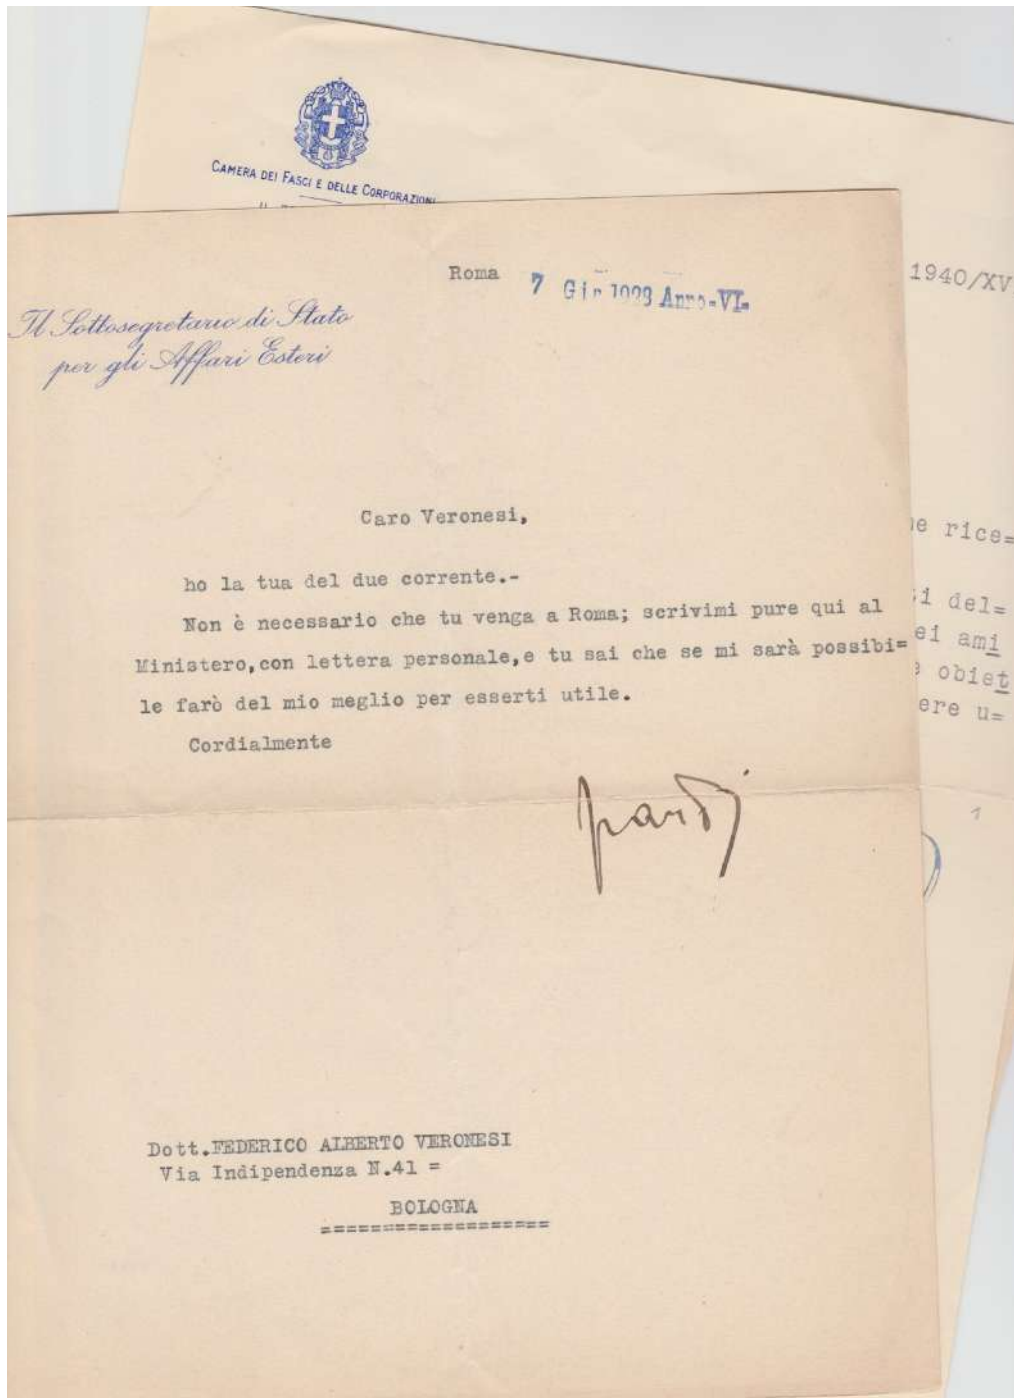 CAMERA DEI FASCI E DELLE CORPORAZIONI
1940/XV
Roma 7 Giu 1928 Anno=VI=
Il Sottosegretario di Stato
per gli Affari Esteri
Caro Veronesi,
ho la tua del due corrente.-
Non è necessario che tu venga a Roma; scrivimi pure qui al
Ministero,con lettera personale,e tu sai che se mi sarà possibi=
le farò del mio meglio per esserti utile.
Cordialmente
rice=
del=
ami
obiet
ere u=
1
Dott.FEDERICO ALBERTO VERONESI
Via Indipendenza N.41 =
BOLOGNA
===================